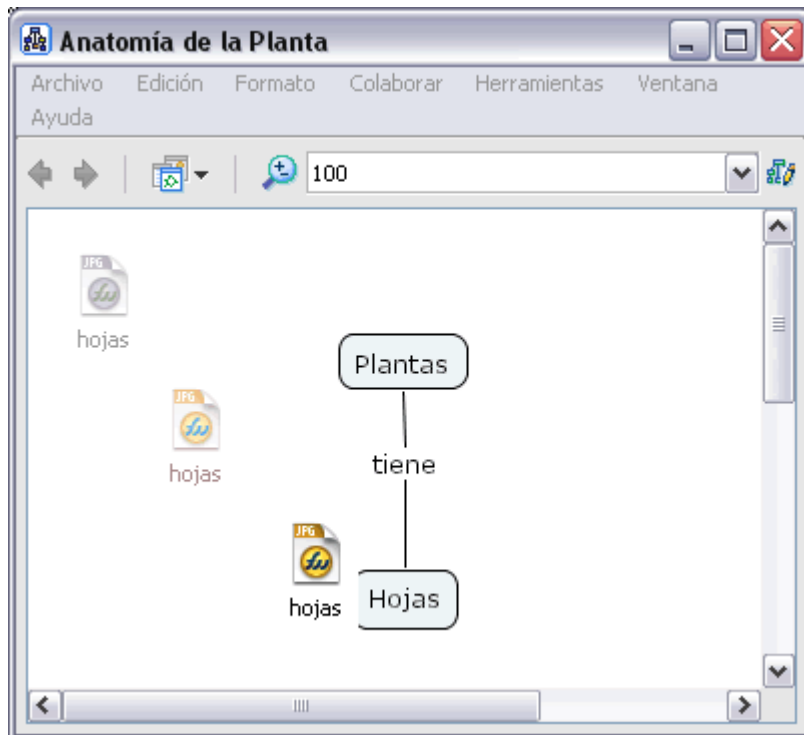 Anatomía de la Planta
Archivo Edición Formato Colaborar Herramientas Ventana
Ayuda
100
JPG
hojas
Plantas
JPG
hojas
tiene
JPG
hojas
Hojas